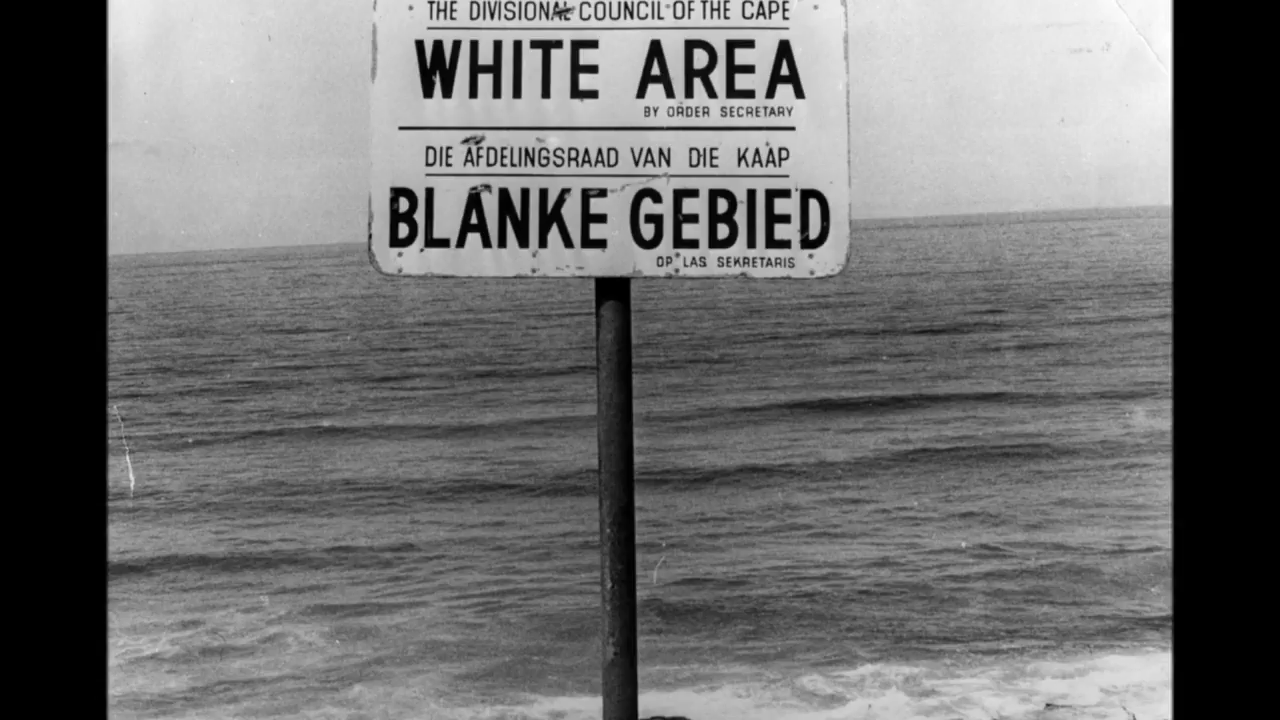 THE DIVISIONAL COUNCIL OF THE CAPE
WHITE AREA
BY ORDER SECRETARY
DIE AFDELINGSRAAD VAN DIE KAAP
BLANKE GEBIED
OP LAS SEKRETARIS